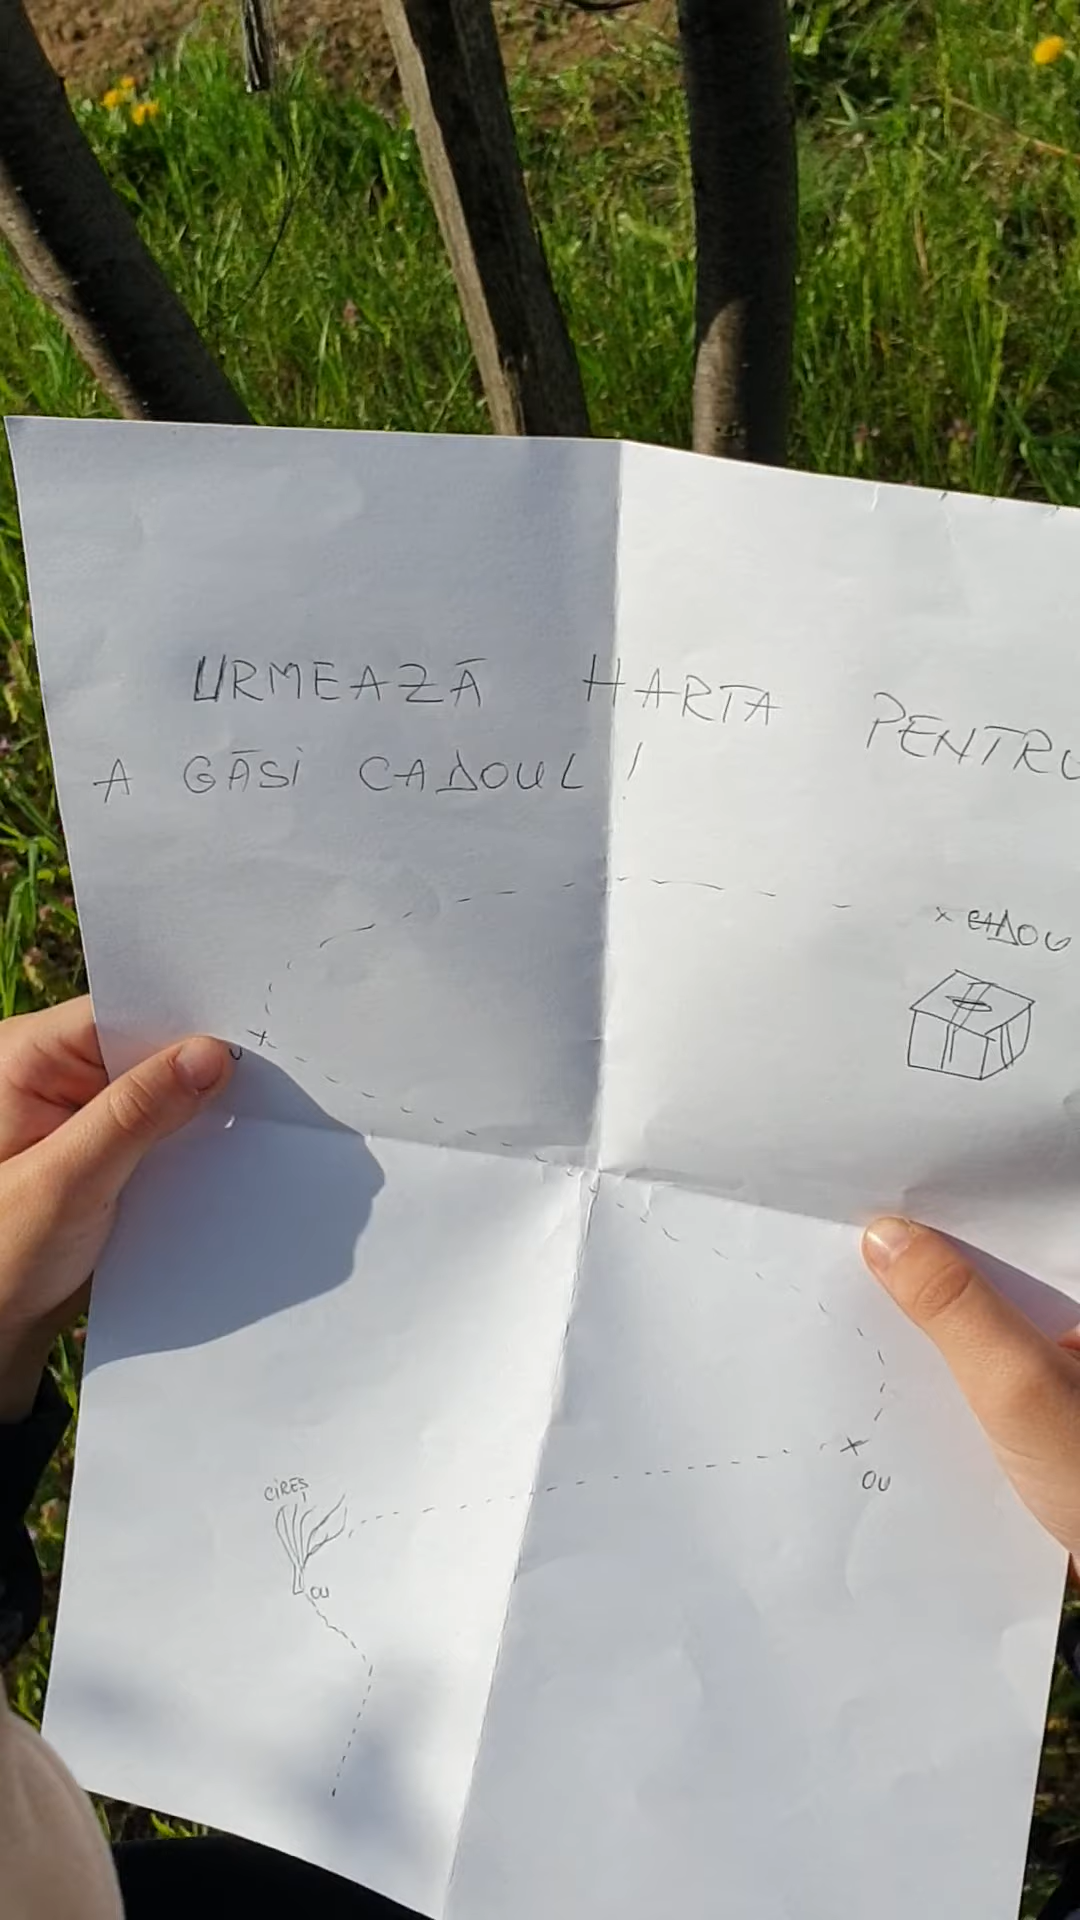 URMEAZĂ HARTA PENTRU
A GĂSI CADOUL!
x CADOU
x
x
OU
CIREȘ
OU